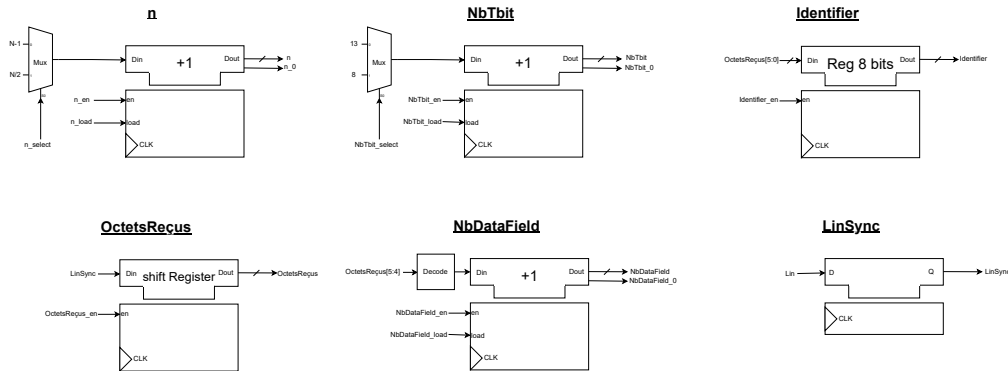 n
N-1
N/2
Mux
S0
n_select
Din
+1
Dout
n
n_0
n_en
en
n_load
load
CLK
NbTbit
13
8
Mux
S0
NbTbit_select
Din
+1
Dout
NbTbit
NbTbit_0
NbTbit_en
en
NbTbit_load
load
CLK
Identifier
OctetsReçus[5:0]
Din
Reg 8 bits
Dout
Identifier
Identifier_en
en
CLK
OctetsReçus
LinSync
Din
shift Register
Dout
OctetsReçus
OctetsReçus_en
en
CLK
NbDataField
OctetsReçus[5:4]
Decode
Din
+1
Dout
NbDataField
NbDataField_0
NbDataField_en
en
NbDataField_load
load
CLK
LinSync
Lin
D
Q
LinSync
CLK